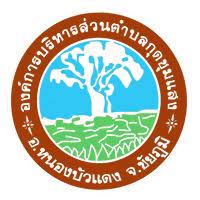 องค์การบริหารส่วนตำบลกุดชุมแสง
อ.หนองบัวแดง จ.ชัยภูมิ